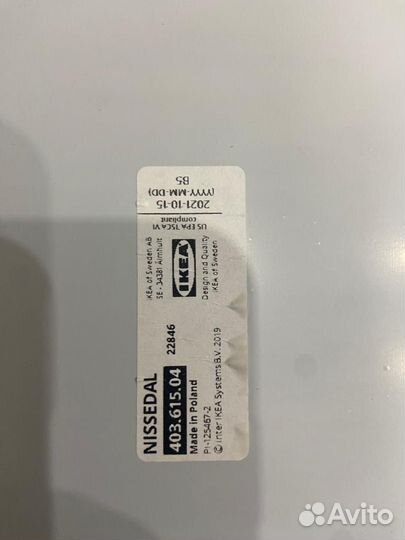 NISSEDAL
403.615.04 22846
Made in Poland
PI-125467-2
© Inter IKEA Systems B.V. 2019
IKEA of Sweden AB
SE - 34381 Älmhult
IKEA
Design and Quality
IKEA of Sweden
US EPA TSCA VI
compliant
2021-10-15
(YYYY-MM-DD)
B5
Avito